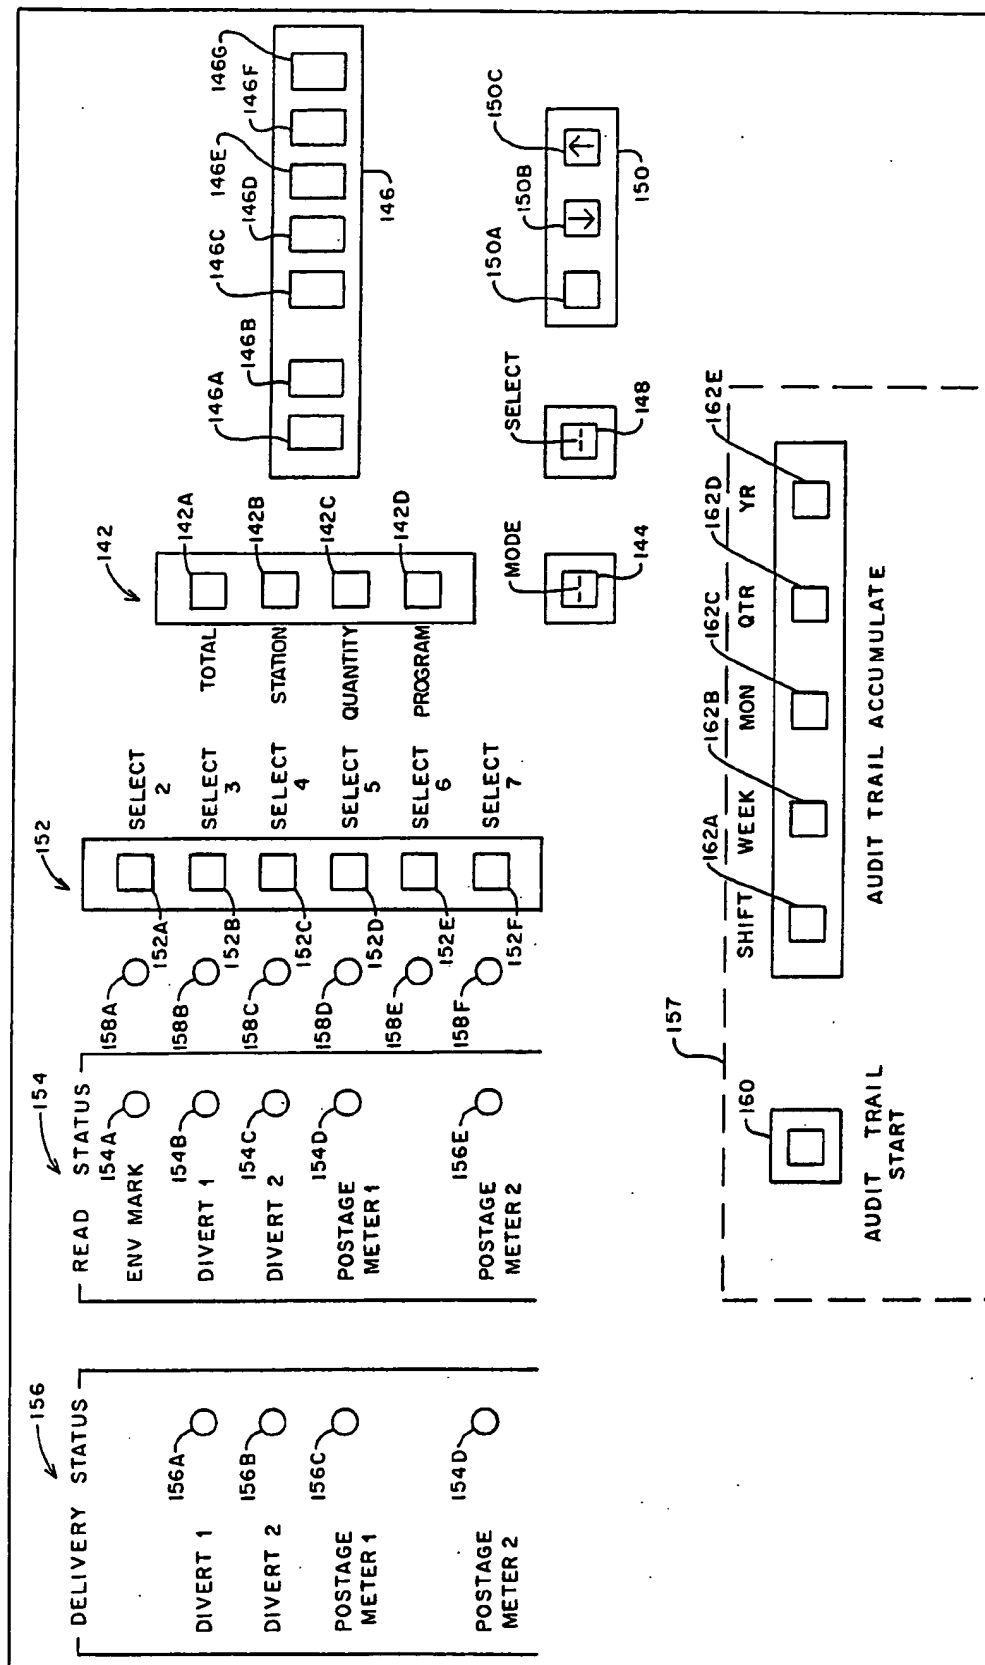 156
DELIVERY STATUS
156A
DIVERT 1
156B
DIVERT 2
156C
POSTAGE
METER 1
154D
POSTAGE
METER 2
154
READ STATUS
154A
ENV MARK
154B
DIVERT 1
154C
DIVERT 2
154D
POSTAGE
METER 1
156E
POSTAGE
METER 2
158A
158B
158C
158D
158E
158F
152
152A
152B
152C
152D
152E
152F
SELECT
2
SELECT
3
SELECT
4
SELECT
5
SELECT
6
SELECT
7
142
TOTAL
142A
STATION
142B
QUANTITY
142C
PROGRAM
142D
146A
146B
146C
146D
146E
146F
146G
146
MODE
144
SELECT
148
150A
150B
150C
150
157
160
AUDIT TRAIL
START
162A
162B
162C
162D
162E
SHIFT WEEK MON QTR YR
AUDIT TRAIL ACCUMULATE